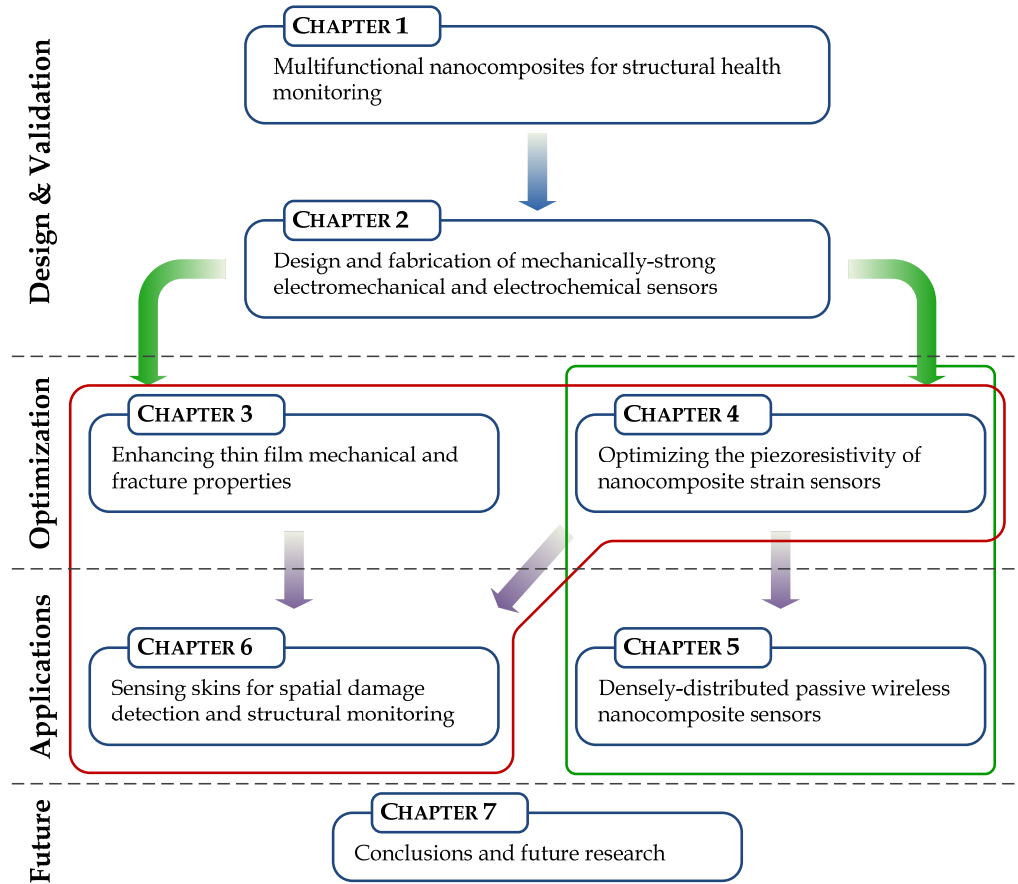 Design & Validation
CHAPTER 1
Multifunctional nanocomposites for structural health
monitoring
CHAPTER 2
Design and fabrication of mechanically-strong
electromechanical and electrochemical sensors
Optimization
CHAPTER 3
Enhancing thin film mechanical and
fracture properties
CHAPTER 4
Optimizing the piezoresistivity of
nanocomposite strain sensors
Applications
CHAPTER 6
Sensing skins for spatial damage
detection and structural monitoring
CHAPTER 5
Densely-distributed passive wireless
nanocomposite sensors
Future
CHAPTER 7
Conclusions and future research